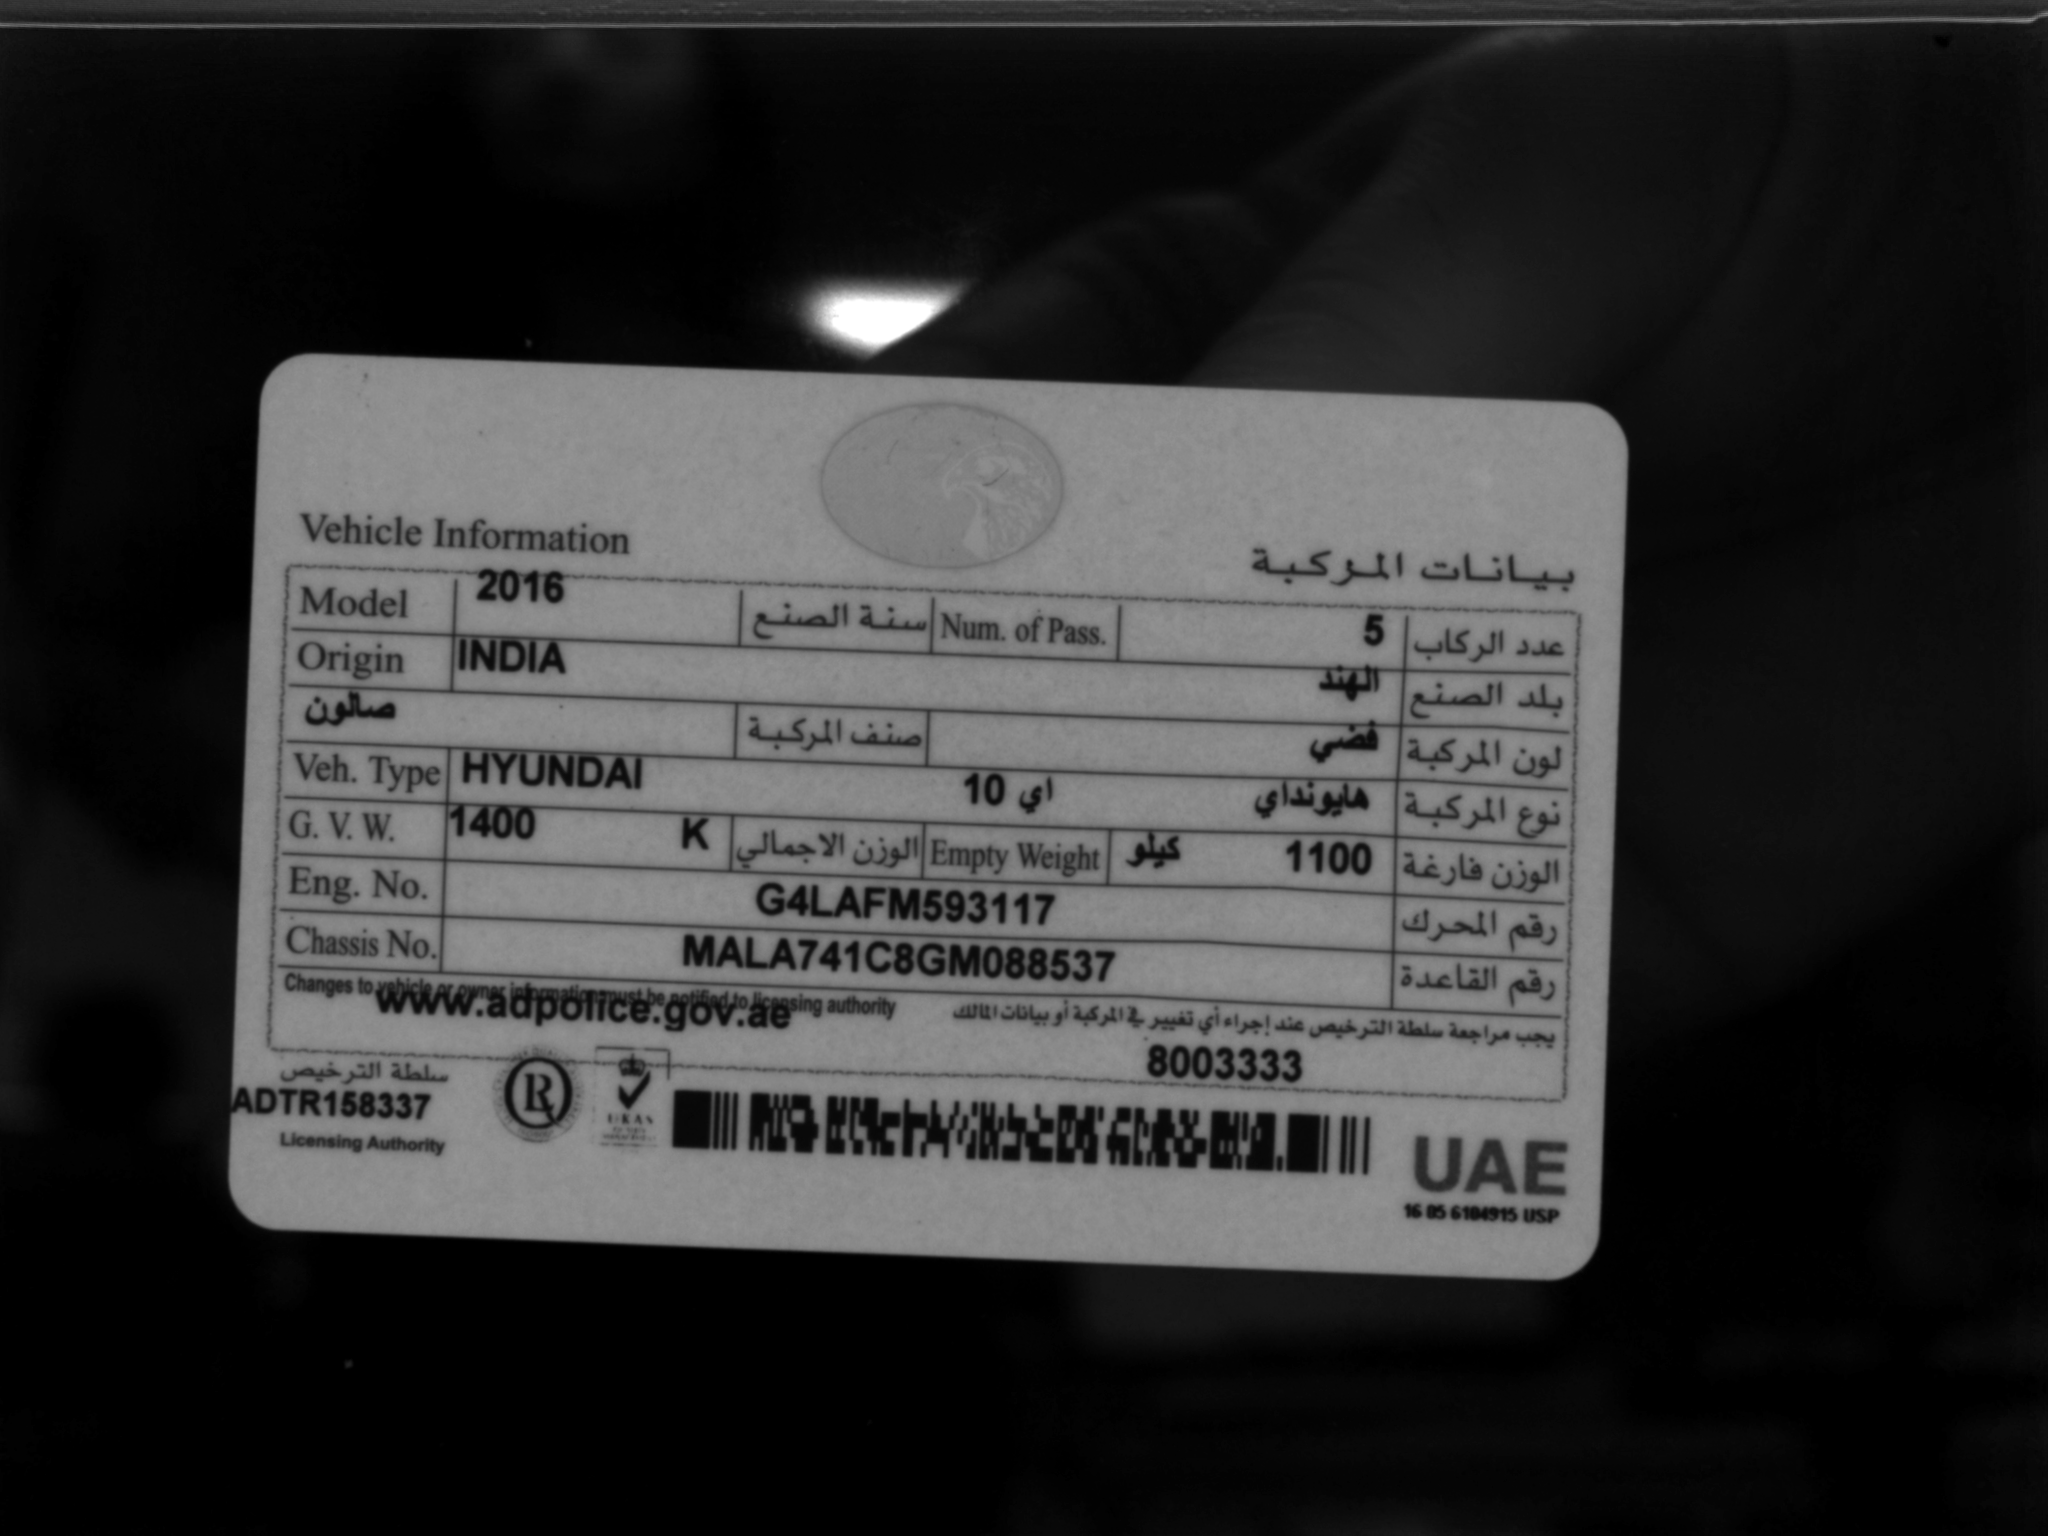 Vehicle Information بيانات المركبة
Model 2016 سنة الصنع Num. of Pass. 5 عدد الركاب
Origin INDIA الهند بلد الصنع
صالون صنف المركبة فضي لون المركبة
Veh. Type HYUNDAI اي 10 هايونداي نوع المركبة
G. V. W. 1400 K الوزن الاجمالي Empty Weight كيلو 1100 الوزن فارغة
Eng. No. G4LAFM593117 رقم المحرك
Chassis No. MALA741C8GM088537 رقم القاعدة
Changes to vehicle or owner information must be notified to licensing authority يجب مراجعة سلطة الترخيص عند إجراء أي تغيير في المركبة أو بيانات المالك
www.adpolice.gov.ae 8003333
سلطة الترخيص
ADTR158337
Licensing Authority
R
UKAS
UAE
16 05 6104915 USP